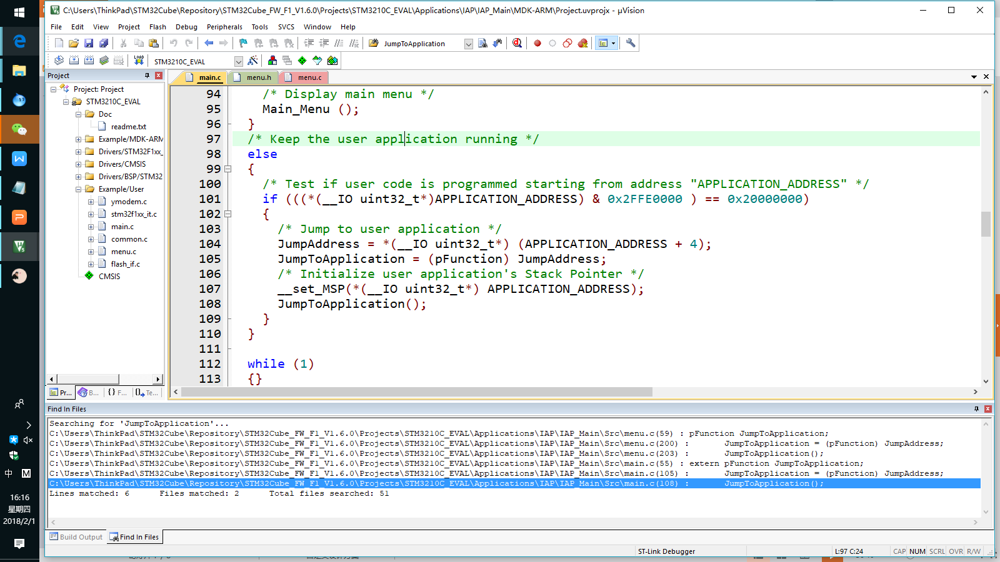 C:\Users\ThinkPad\STM32Cube\Repository\STM32Cube_FW_F1_V1.6.0\Projects\STM3210C_EVAL\Applications\IAP\IAP_Main\MDK-ARM\Project.uvprojx - µVision
File Edit View Project Flash Debug Peripherals Tools SVCS Window Help
JumpToApplication
LOAD STM3210C_EVAL
Project
main.c menu.h menu.c
Project: Project
STM3210C_EVAL
Doc
readme.txt
Example/MDK-ARM
Drivers/STM32F1xx_
Drivers/CMSIS
Drivers/BSP/STM32
Example/User
ymodem.c
stm32f1xx_it.c
main.c
common.c
menu.c
flash_if.c
CMSIS
Pr... B... {} F... {} Te...
94 /* Display main menu */
95 Main_Menu ();
96 }
97 /* Keep the user application running */
98 else
99 {
100 /* Test if user code is programmed starting from address "APPLICATION_ADDRESS" */
101 if (((*(__IO uint32_t*)APPLICATION_ADDRESS) & 0x2FFE0000 ) == 0x20000000)
102 {
103 /* Jump to user application */
104 JumpAddress = *(__IO uint32_t*) (APPLICATION_ADDRESS + 4);
105 JumpToApplication = (pFunction) JumpAddress;
106 /* Initialize user application's Stack Pointer */
107 __set_MSP(*(__IO uint32_t*) APPLICATION_ADDRESS);
108 JumpToApplication();
109 }
110 }
111
112 while (1)
113 {}
Find In Files
Searching for 'JumpToApplication'...
C:\Users\ThinkPad\STM32Cube\Repository\STM32Cube_FW_F1_V1.6.0\Projects\STM3210C_EVAL\Applications\IAP\IAP_Main\Src\menu.c(59) : pFunction JumpToApplication;
C:\Users\ThinkPad\STM32Cube\Repository\STM32Cube_FW_F1_V1.6.0\Projects\STM3210C_EVAL\Applications\IAP\IAP_Main\Src\menu.c(200) : JumpToApplication = (pFunction) JumpAddress;
C:\Users\ThinkPad\STM32Cube\Repository\STM32Cube_FW_F1_V1.6.0\Projects\STM3210C_EVAL\Applications\IAP\IAP_Main\Src\menu.c(203) : JumpToApplication();
C:\Users\ThinkPad\STM32Cube\Repository\STM32Cube_FW_F1_V1.6.0\Projects\STM3210C_EVAL\Applications\IAP\IAP_Main\Src\main.c(55) : extern pFunction JumpToApplication;
C:\Users\ThinkPad\STM32Cube\Repository\STM32Cube_FW_F1_V1.6.0\Projects\STM3210C_EVAL\Applications\IAP\IAP_Main\Src\main.c(105) : JumpToApplication = (pFunction) JumpAddress;
C:\Users\ThinkPad\STM32Cube\Repository\STM32Cube_FW_F1_V1.6.0\Projects\STM3210C_EVAL\Applications\IAP\IAP_Main\Src\main.c(108) : JumpToApplication();
Lines matched: 6 Files matched: 2 Total files searched: 51
Build Output Find In Files
ST-Link Debugger L:97 C:24 CAP NUM SCRL OVR R/W
中 M
16:16
星期四
2018/2/1